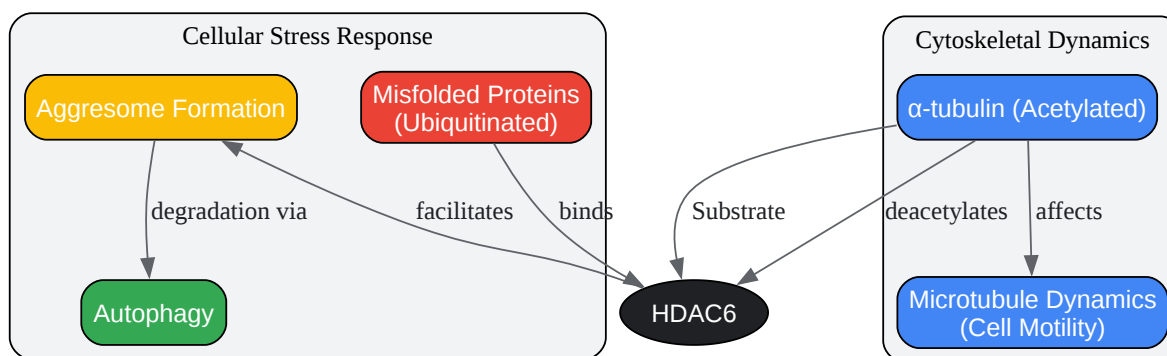 Cellular Stress Response
Cytoskeletal Dynamics
Aggresome Formation
Misfolded Proteins
(Ubiquitinated)
α-tubulin (Acetylated)
degradation via
facilitates
binds
Substrate
deacetylates
affects
Autophagy
HDAC6
Microtubule Dynamics
(Cell Motility)